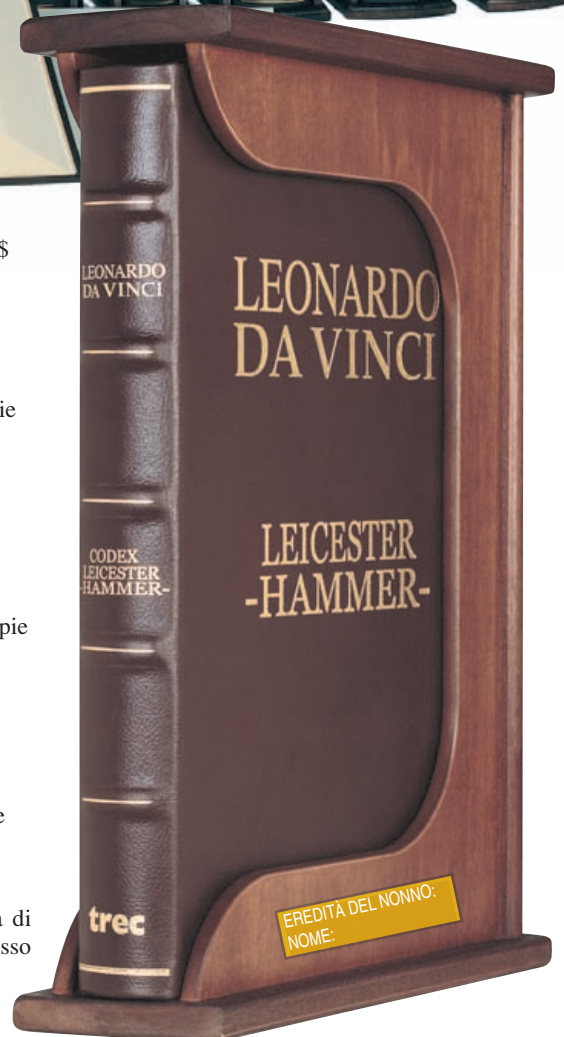 $
ie
pie
e
a di
sso
LEONARDO
DA VINCI
CODEX
LEICESTER
-HAMMER-
trec
LEONARDO
DA VINCI
LEICESTER
-HAMMER-
EREDITÀ DEL NONNO:
NOME: